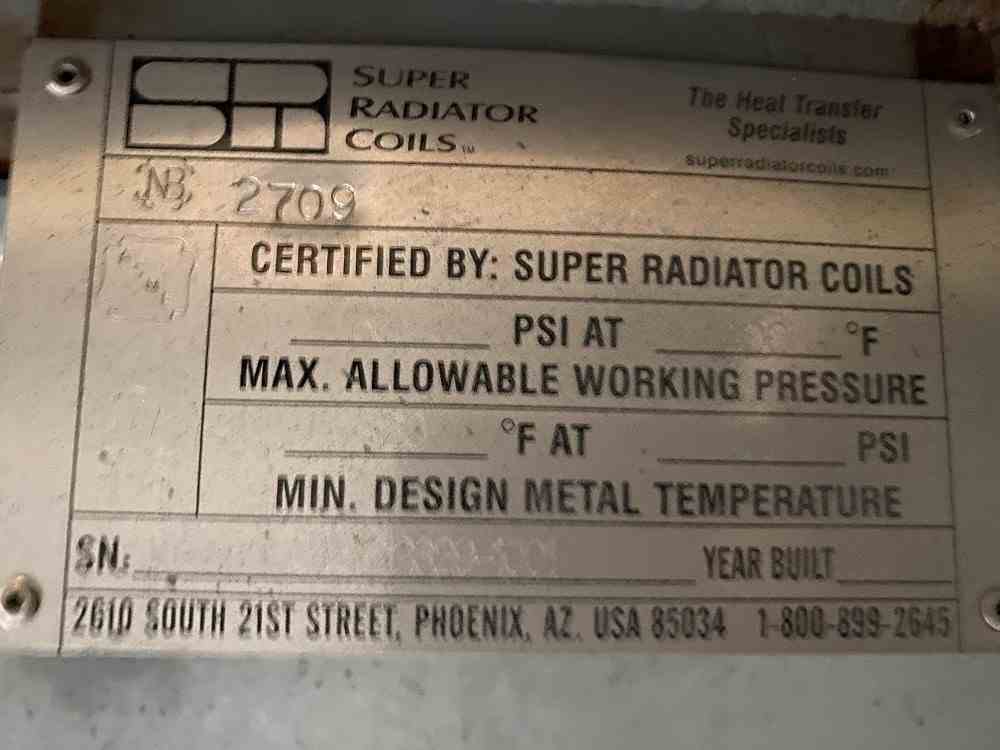 SUPER
RADIATOR
COILS™
The Heat Transfer
Specialists
superradiatorcoils.com
NB 2709
CERTIFIED BY: SUPER RADIATOR COILS
PSI AT °F
MAX. ALLOWABLE WORKING PRESSURE
°F AT PSI
MIN. DESIGN METAL TEMPERATURE
SN: YEAR BUILT
2610 SOUTH 21ST STREET, PHOENIX, AZ. USA 85034 1-800-899-2645